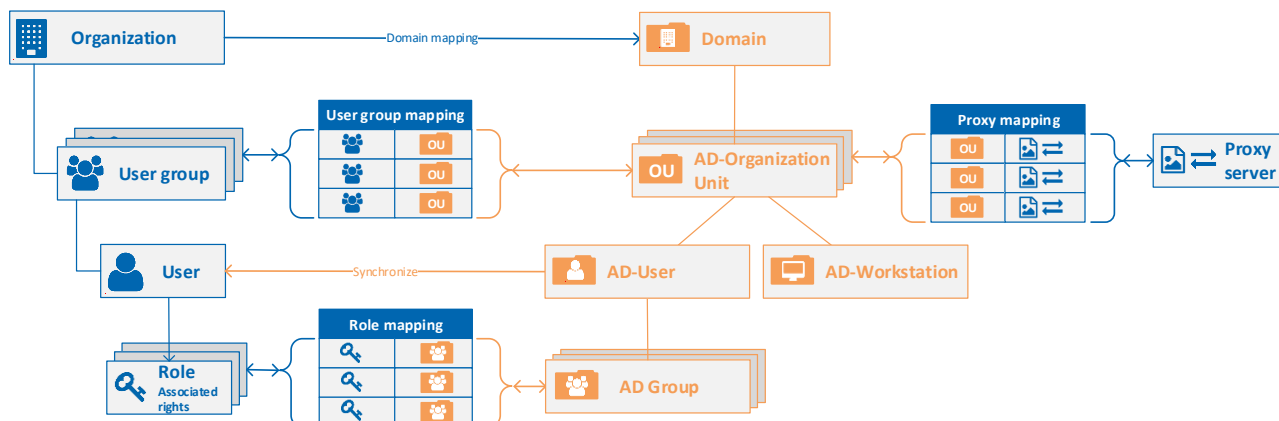 Organization
Domain mapping
Domain
User group mapping
Proxy mapping
User group
OU
OU
OU
OU
AD-Organization
Unit
OU
OU
OU
Proxy
server
User
Synchronize
AD-User
AD-Workstation
Role mapping
Role
Associated
rights
AD Group